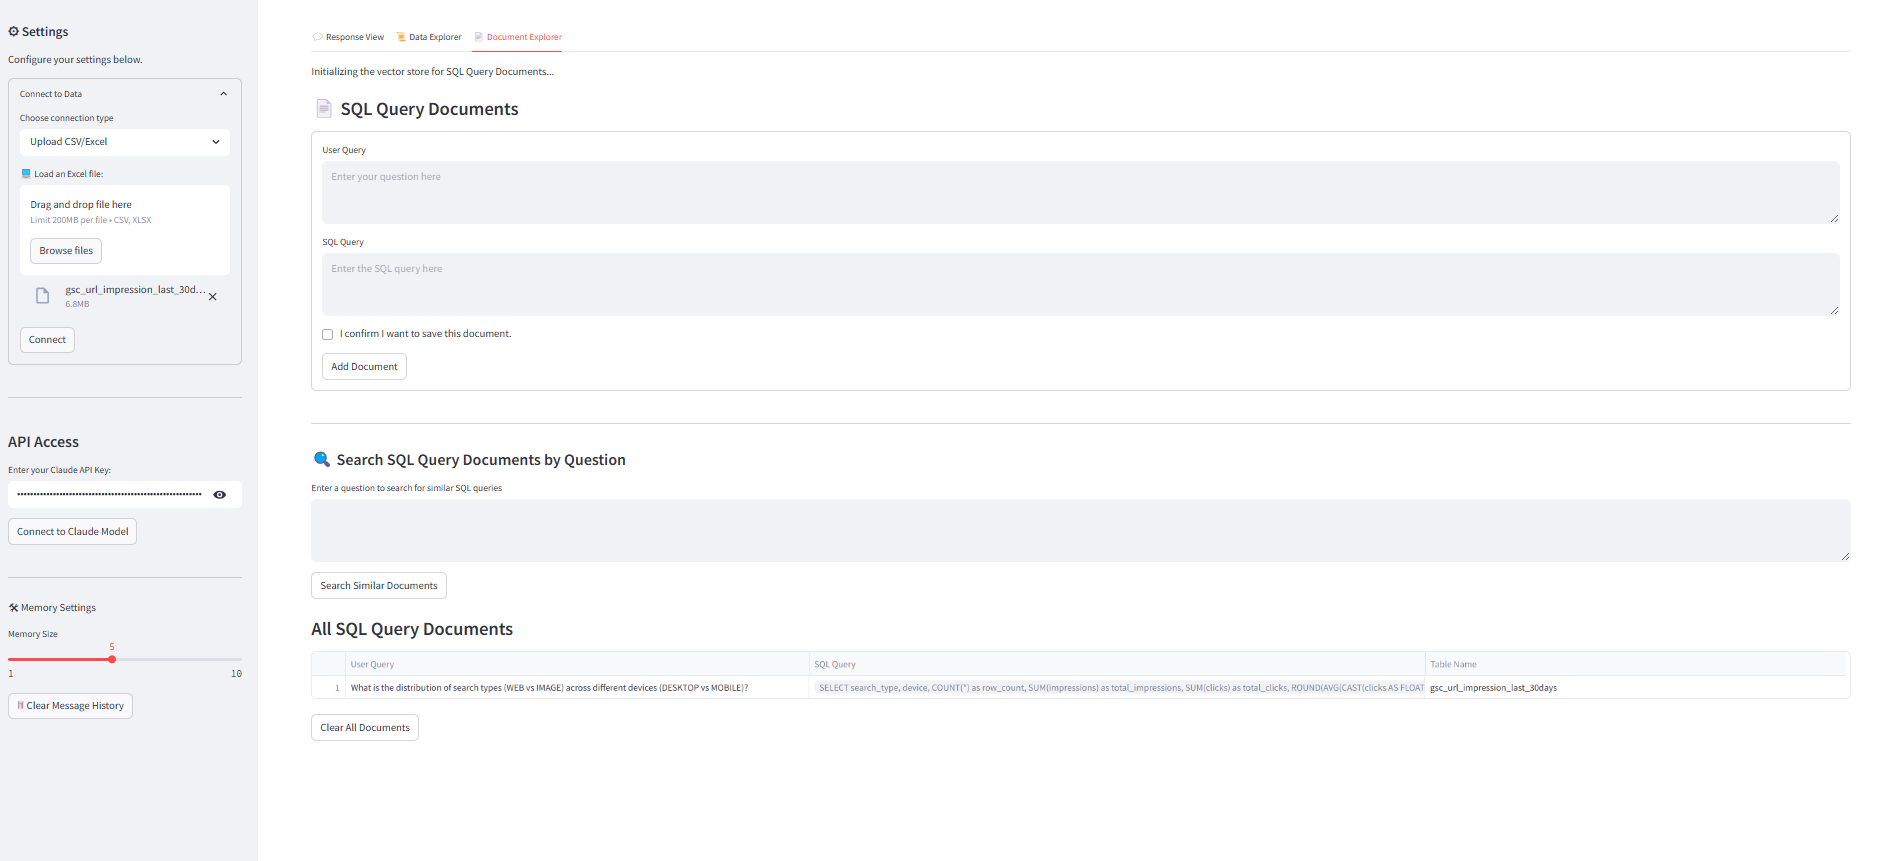 Settings
Configure your settings below.
Connect to Data
Choose connection type
Upload CSV/Excel
Load an Excel file:
Drag and drop file here
Limit 200MB per file • CSV, XLSX
Browse files
gsc_url_impression_last_30d...
6.8MB
Connect
API Access
Enter your Claude API Key:
Connect to Claude Model
Memory Settings
Memory Size
5
1 10
Clear Message History
Response View Data Explorer Document Explorer
Initializing the vector store for SQL Query Documents...
SQL Query Documents
User Query
Enter your question here
SQL Query
Enter the SQL query here
I confirm I want to save this document.
Add Document
Search SQL Query Documents by Question
Enter a question to search for similar SQL queries
Search Similar Documents
All SQL Query Documents
User Query SQL Query Table Name
1 What is the distribution of search types (WEB vs IMAGE) across different devices (DESKTOP vs MOBILE)? SELECT search_type, device, COUNT(*) as row_count, SUM(impressions) as total_impressions, SUM(clicks) as total_clicks, ROUND(AVG(CAST(clicks AS FLOAT gsc_url_impression_last_30days
Clear All Documents